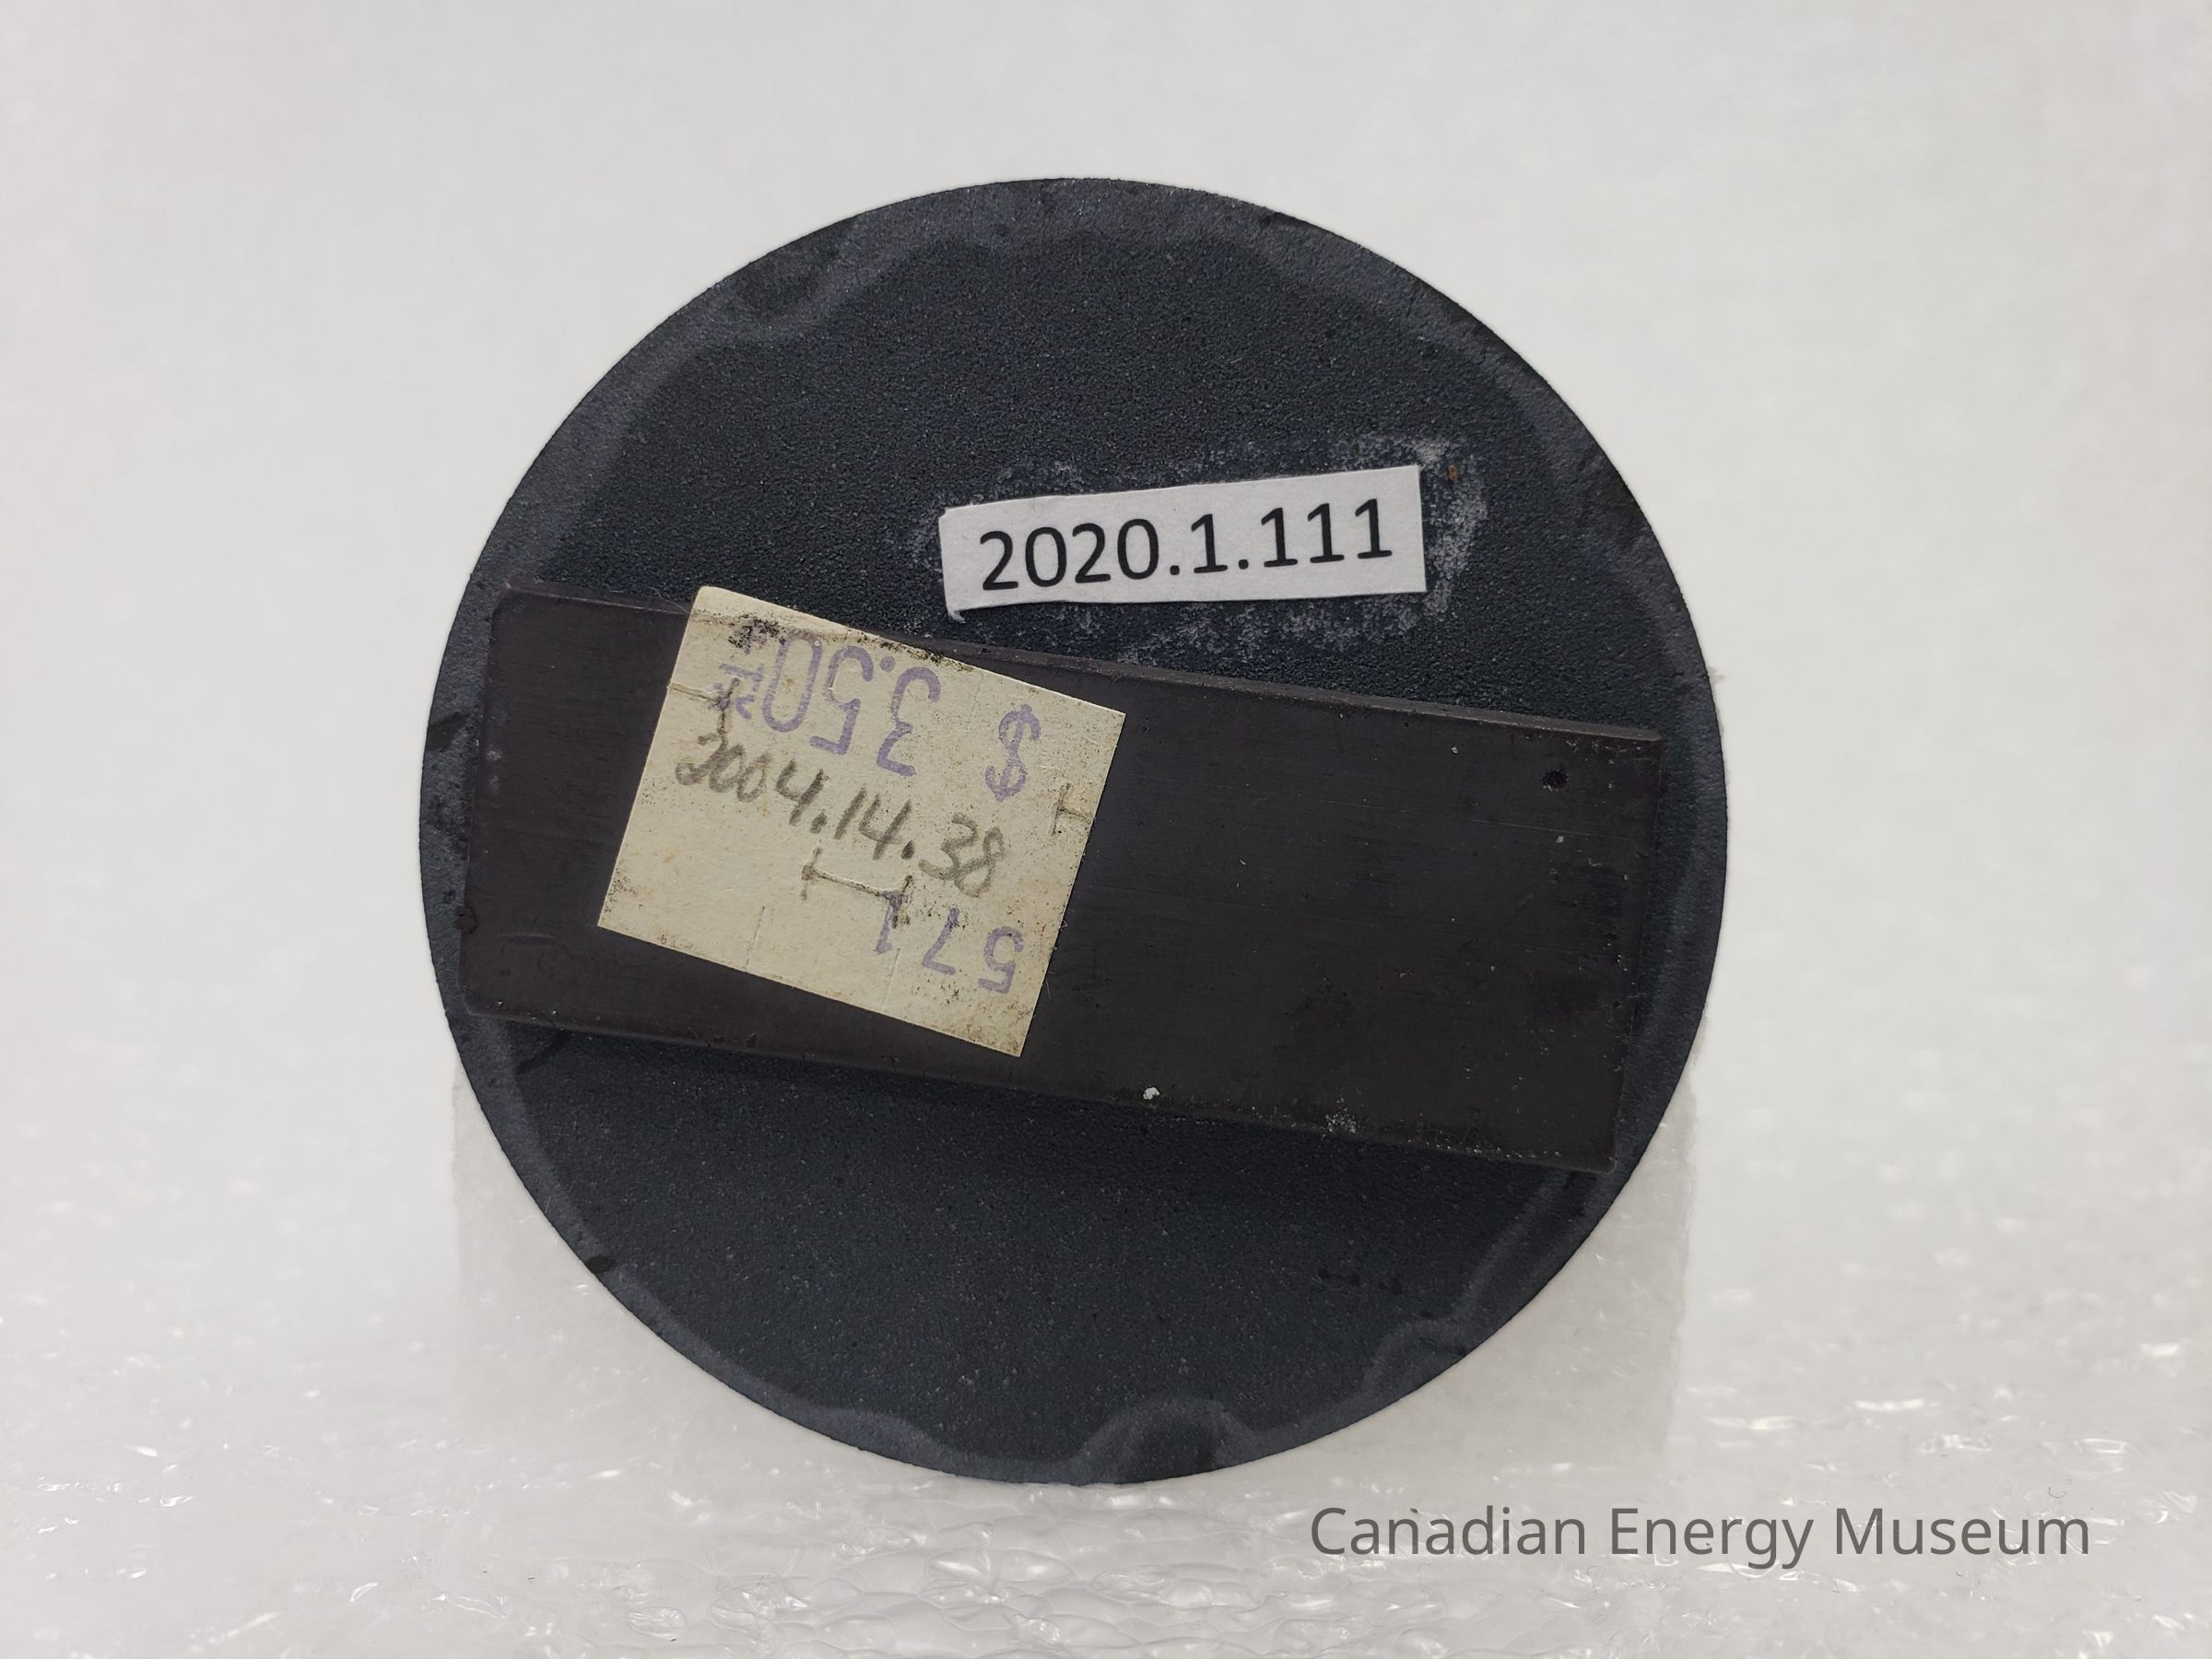 2020.1.111
$ 3.50
2004.14.38
571
Canadian Energy Museum